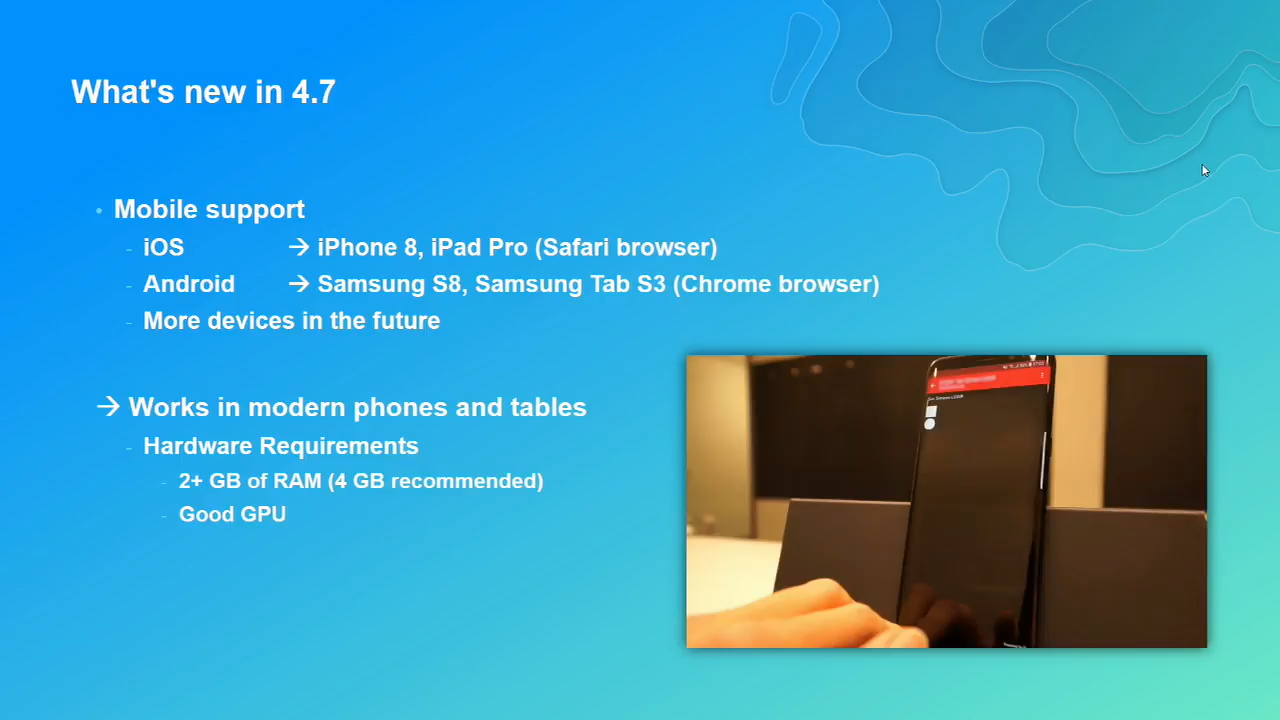 What's new in 4.7
• Mobile support
- iOS → iPhone 8, iPad Pro (Safari browser)
- Android → Samsung S8, Samsung Tab S3 (Chrome browser)
- More devices in the future
→ Works in modern phones and tables
- Hardware Requirements
- 2+ GB of RAM (4 GB recommended)
- Good GPU